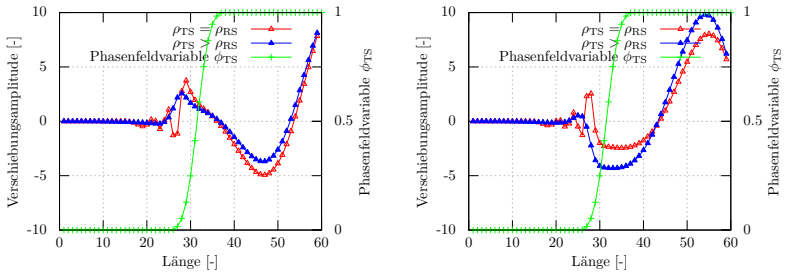 10
5
0
-5
-10
0
10
20
30
40
50
60
0
0.5
1
Verschiebungsamplitude [-]
Länge [-]
Phasenfeldvariable ϕTS
ρTS = ρRS
ρTS > ρRS
Phasenfeldvariable ϕTS
10
5
0
-5
-10
0
10
20
30
40
50
60
0
0.5
1
Verschiebungsamplitude [-]
Länge [-]
Phasenfeldvariable ϕTS
ρTS = ρRS
ρTS > ρRS
Phasenfeldvariable ϕTS